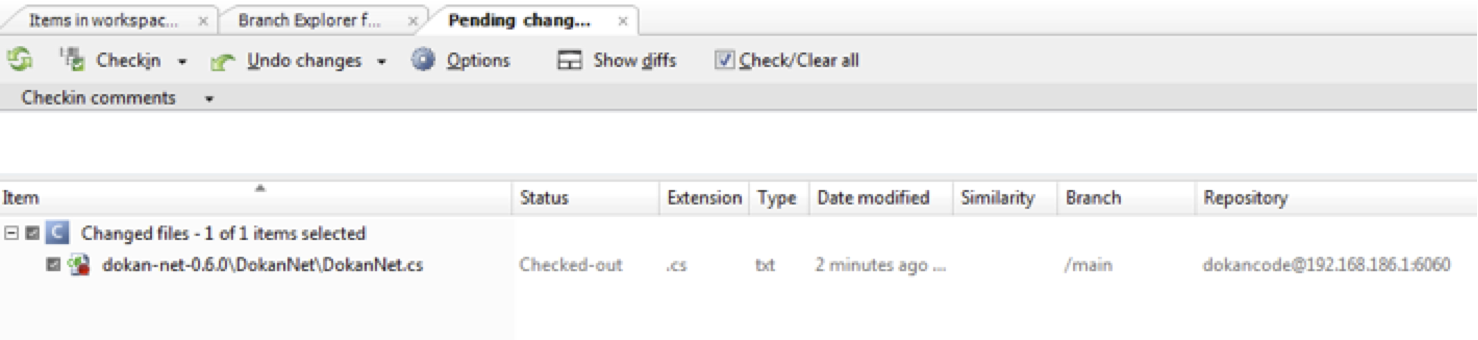 Items in workspac... × Branch Explorer f... × Pending chang... ×
Checkin Undo changes Options Show diffs Check/Clear all
Checkin comments
Item Status Extension Type Date modified Similarity Branch Repository
C Changed files - 1 of 1 items selected
dokan-net-0.6.0\DokanNet\DokanNet.cs Checked-out .cs txt 2 minutes ago ... /main dokancode@192.168.186.1:6060